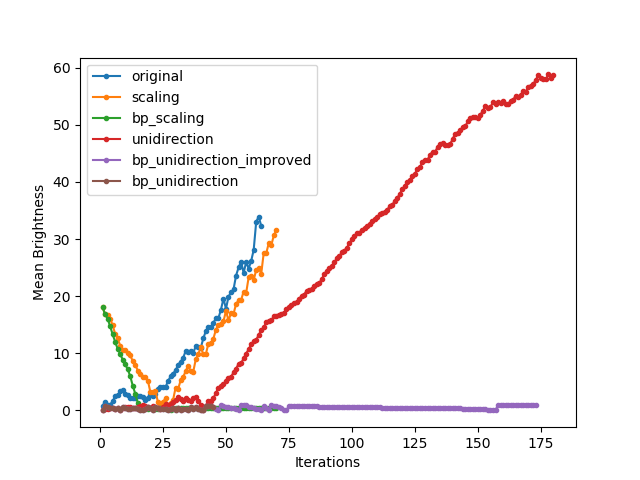 original
scaling
bp_scaling
unidirection
bp_unidirection_improved
bp_unidirection
60
50
40
30
20
10
0
Mean Brightness
0 25 50 75 100 125 150 175
Iterations